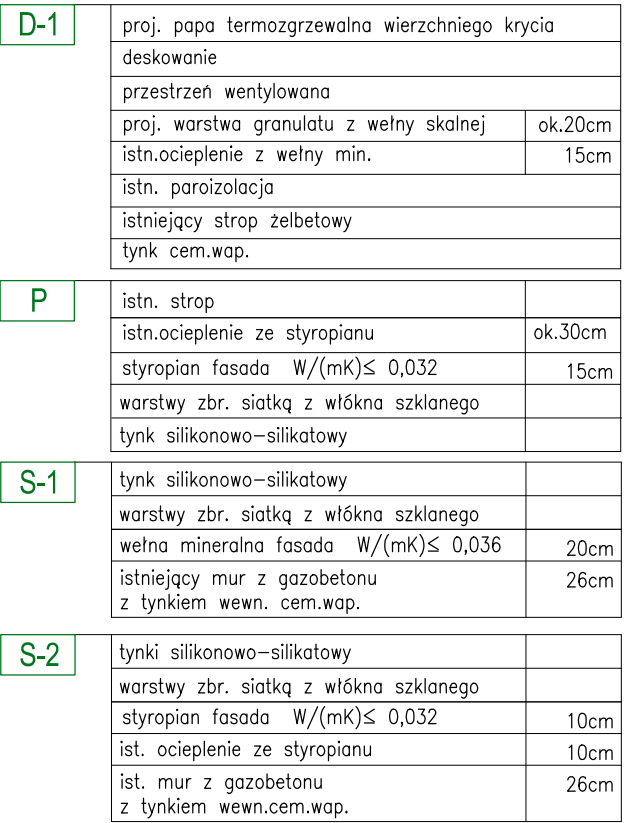 D-1
proj. papa termozgrzewalna wierzchniego krycia
deskowanie
przestrzeń wentylowana
proj. warstwa granulatu z wełny skalnej ok.20cm
istn.ocieplenie z wełny min. 15cm
istn. paroizolacja
istniejący strop żelbetowy
tynk cem.wap.
P
istn. strop
istn.ocieplenie ze styropianu ok.30cm
styropian fasada W/(mK)≤ 0,032 15cm
warstwy zbr. siatką z włókna szklanego
tynk silikonowo-silikatowy
S-1
tynk silikonowo-silikatowy
warstwy zbr. siatką z włókna szklanego
wełna mineralna fasada W/(mK)≤ 0,036 20cm
istniejący mur z gazobetonu 26cm
z tynkiem wewn. cem.wap.
S-2
tynki silikonowo-silikatowy
warstwy zbr. siatką z włókna szklanego
styropian fasada W/(mK)≤ 0,032 10cm
ist. ocieplenie ze styropianu 10cm
ist. mur z gazobetonu 26cm
z tynkiem wewn.cem.wap.